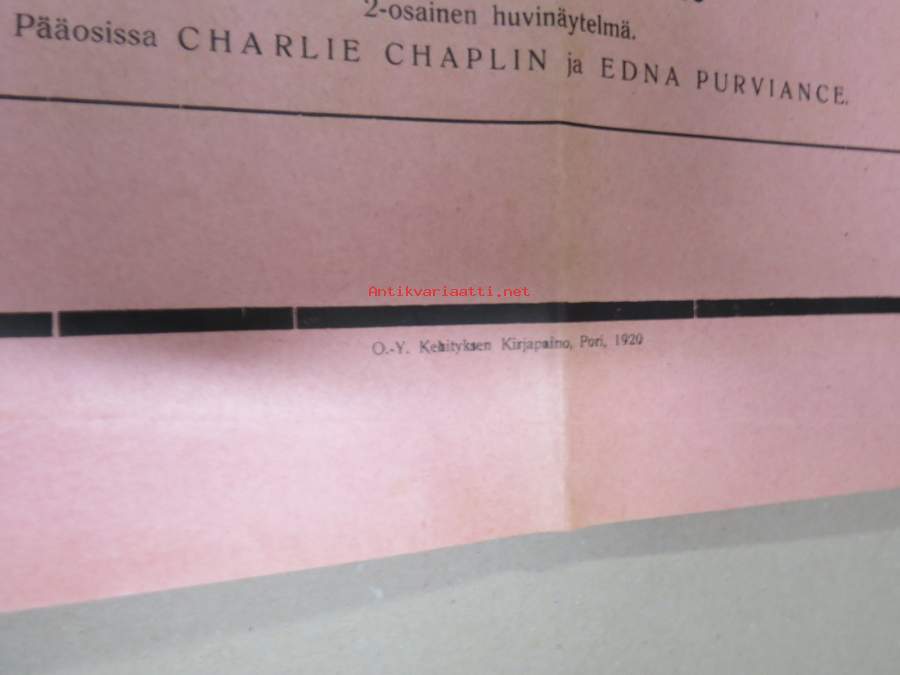 2-osainen huvinäytelmä.
Pääosissa CHARLIE CHAPLIN ja EDNA PURVIANCE.
Antikvariaatti.net
O.-Y. Kehityksen Kirjapaino, Pori, 1920